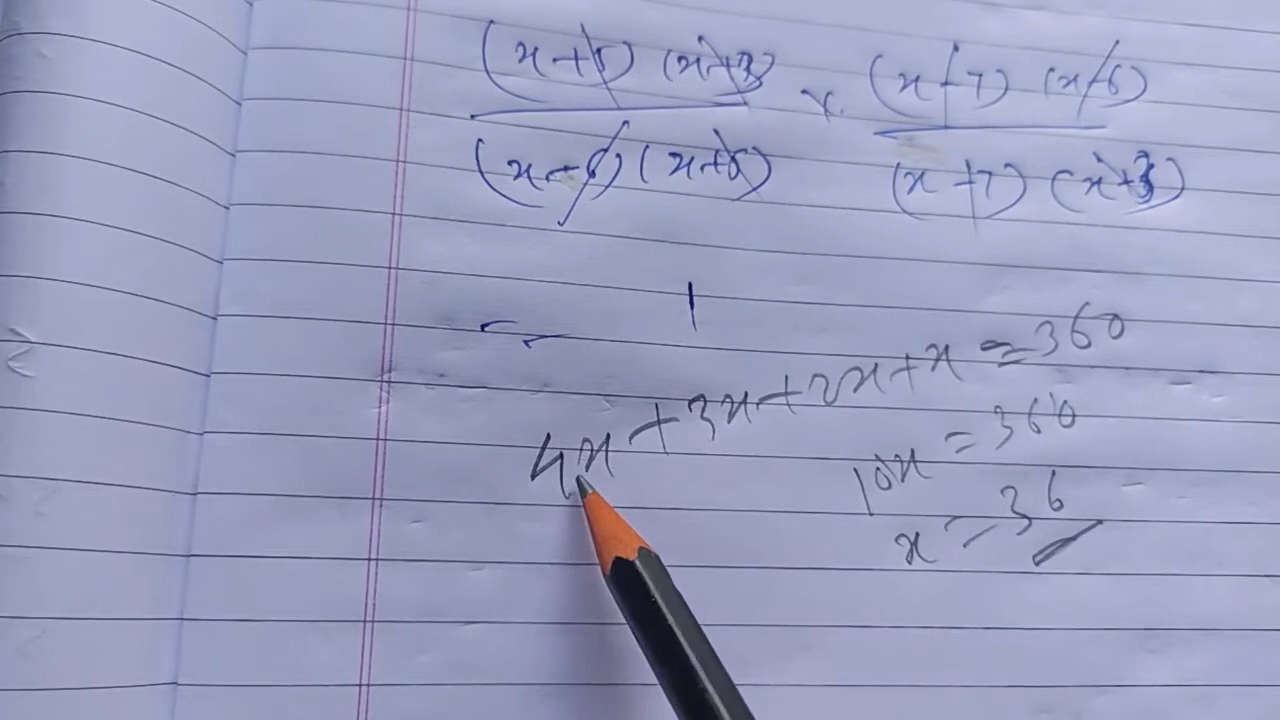 (x+5) (x+3) × (x-7) (x-6)
(x-6) (x+5) (x+7) (x+3)
1
4x + 3x + 2x + x = 360
10x = 360
x = 36